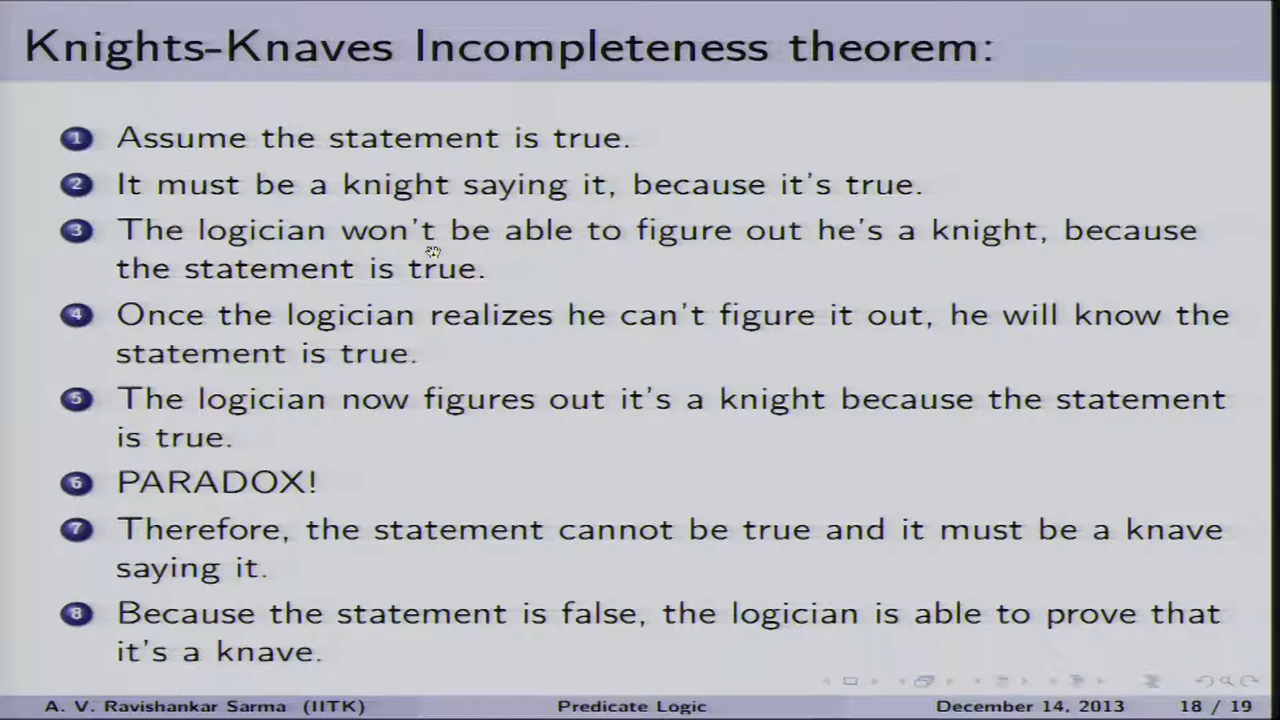 Knights-Knaves Incompleteness theorem:
1 Assume the statement is true.
2 It must be a knight saying it, because it's true.
3 The logician won't be able to figure out he's a knight, because
the statement is true.
4 Once the logician realizes he can't figure it out, he will know the
statement is true.
5 The logician now figures out it's a knight because the statement
is true.
6 PARADOX!
7 Therefore, the statement cannot be true and it must be a knave
saying it.
8 Because the statement is false, the logician is able to prove that
it's a knave.
A. V. Ravishankar Sarma (IITK) Predicate Logic December 14, 2013 18 / 19